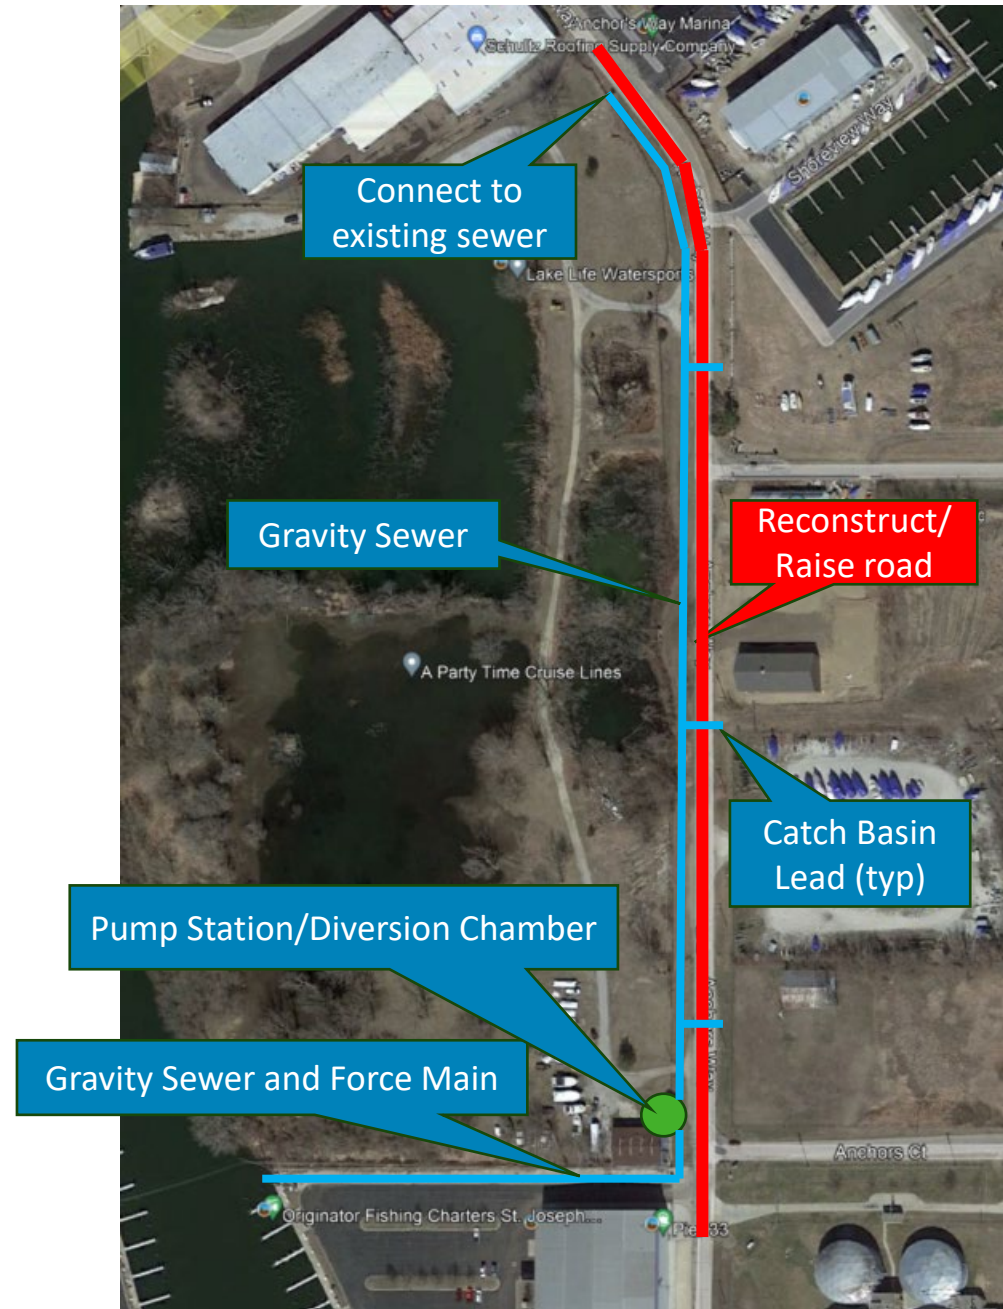 Anchor's Way Marina
Schultz Roofing Supply Company
Shoreview Way
Connect to
existing sewer
Lake Life Watersports
Gravity Sewer
Reconstruct/
Raise road
A Party Time Cruise Lines
Catch Basin
Lead (typ)
Pump Station/Diversion Chamber
Gravity Sewer and Force Main
Anchors Ct
Originator Fishing Charters St. Joseph....
Pier 33